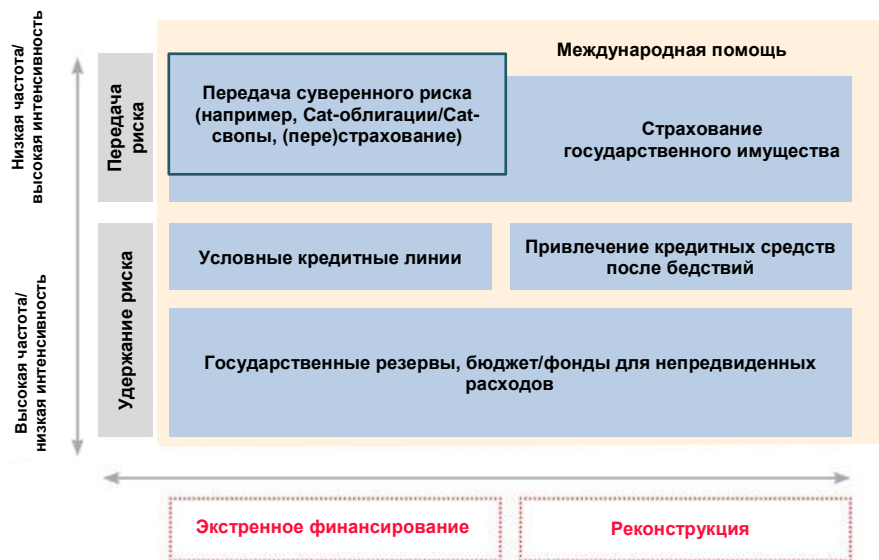 Низкая частота/
высокая интенсивность
Высокая частота/
низкая интенсивность
Передача
риска
Удержание риска
Международная помощь
Передача суверенного риска
(например, Cat-облигации/Cat-
свопы, (пере)страхование)
Страхование
государственного имущества
Условные кредитные линии
Привлечение кредитных средств
после бедствий
Государственные резервы, бюджет/фонды для непредвиденных
расходов
Экстренное финансирование
Реконструкция